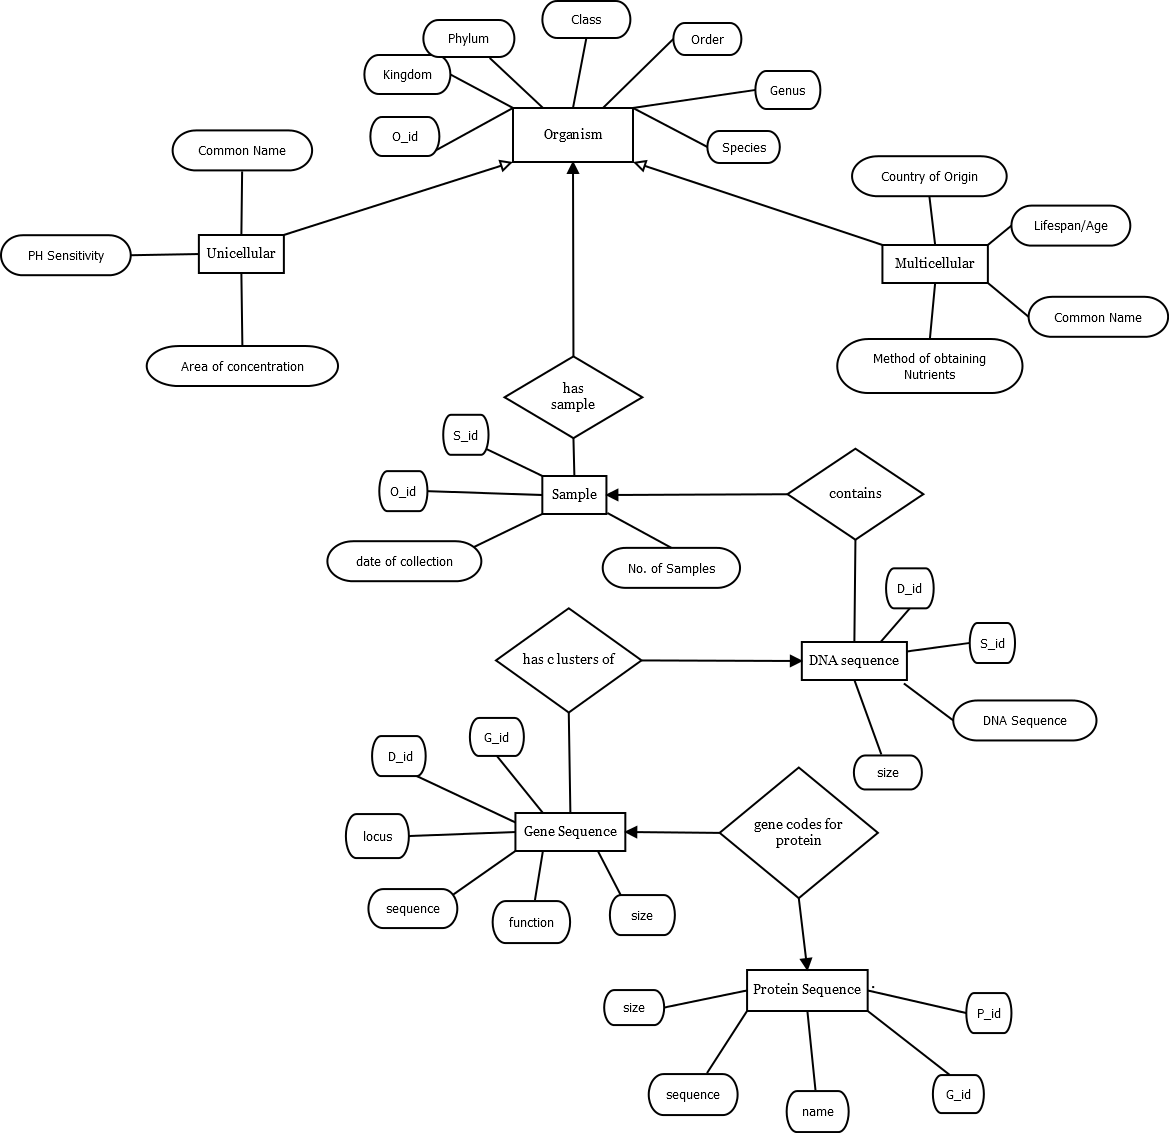 Class
Phylum
Order
Kingdom
Genus
O_id
Organism
Species
Common Name
Country of Origin
Lifespan/Age
PH Sensitivity
Unicellular
Multicellular
Common Name
Area of concentration
Method of obtaining
Nutrients
has
sample
S_id
O_id
Sample
contains
date of collection
No. of Samples
D_id
S_id
has c lusters of
DNA sequence
DNA Sequence
G_id
D_id
size
locus
Gene Sequence
gene codes for
protein
sequence
function
size
Protein Sequence
size
P_id
sequence
name
G_id